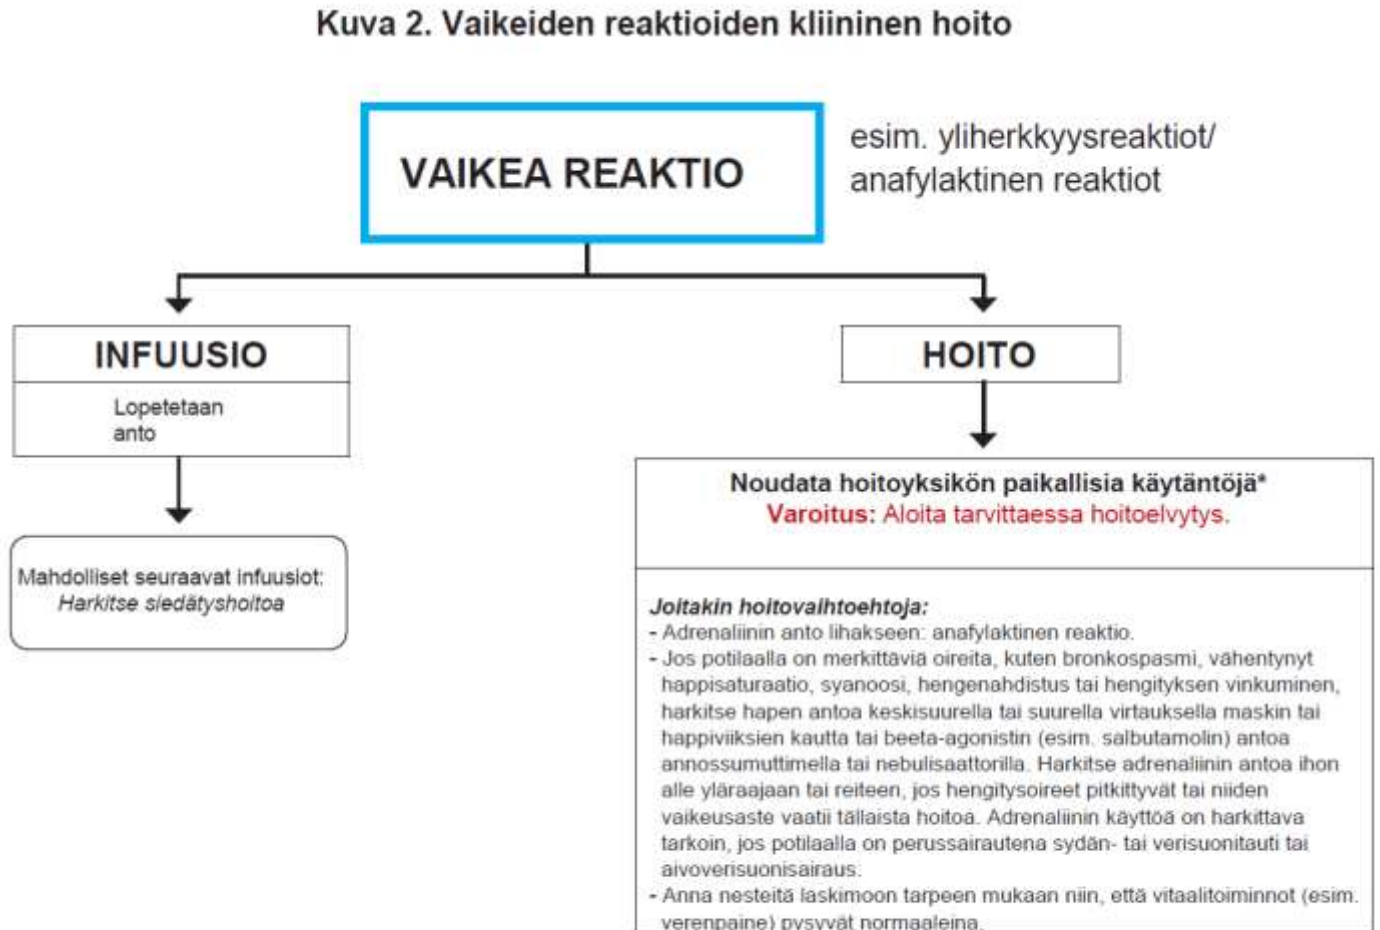 Kuva 2. Vaikeiden reaktioiden kliininen hoito
VAIKEA REAKTIO
esim. yliherkkyysreaktiot/
anafylaktinen reaktiot
INFUUSIO
Lopetetaan
anto
Mahdolliset seuraavat infuusiot:
Harkitse siedätyshoitoa
HOITO
Noudata hoitoyksikön paikallisia käytäntöjä*
Varoitus: Aloita tarvittaessa hoitoelvytys.
Joitakin hoitovaihtoehtoja:
- Adrenaliinin anto lihakseen: anafylaktinen reaktio.
- Jos potilaalla on merkittäviä oireita, kuten bronkospasmi, vähentynyt
happisaturaatio, syanoosi, hengenahdistus tai hengityksen vinkuminen,
harkitse hapen antoa keskisuurella tai suurella virtauksella maskin tai
happiviiksien kautta tai beeta-agonistin (esim. salbutamolin) antoa
annossumuttimella tai nebulisaattorilla. Harkitse adrenaliinin antoa ihon
alle yläraajaan tai reiteen, jos hengitysoireet pitkittyvät tai niiden
vaikeusaste vaatii tällaista hoitoa. Adrenaliinin käyttöä on harkittava
tarkoin, jos potilaalla on perussairautena sydän- tai verisuonitauti tai
aivoverisuonisairaus.
- Anna nesteitä laskimoon tarpeen mukaan niin, että vitaalitoiminnot (esim.
verenpaine) pysyvät normaaleina.